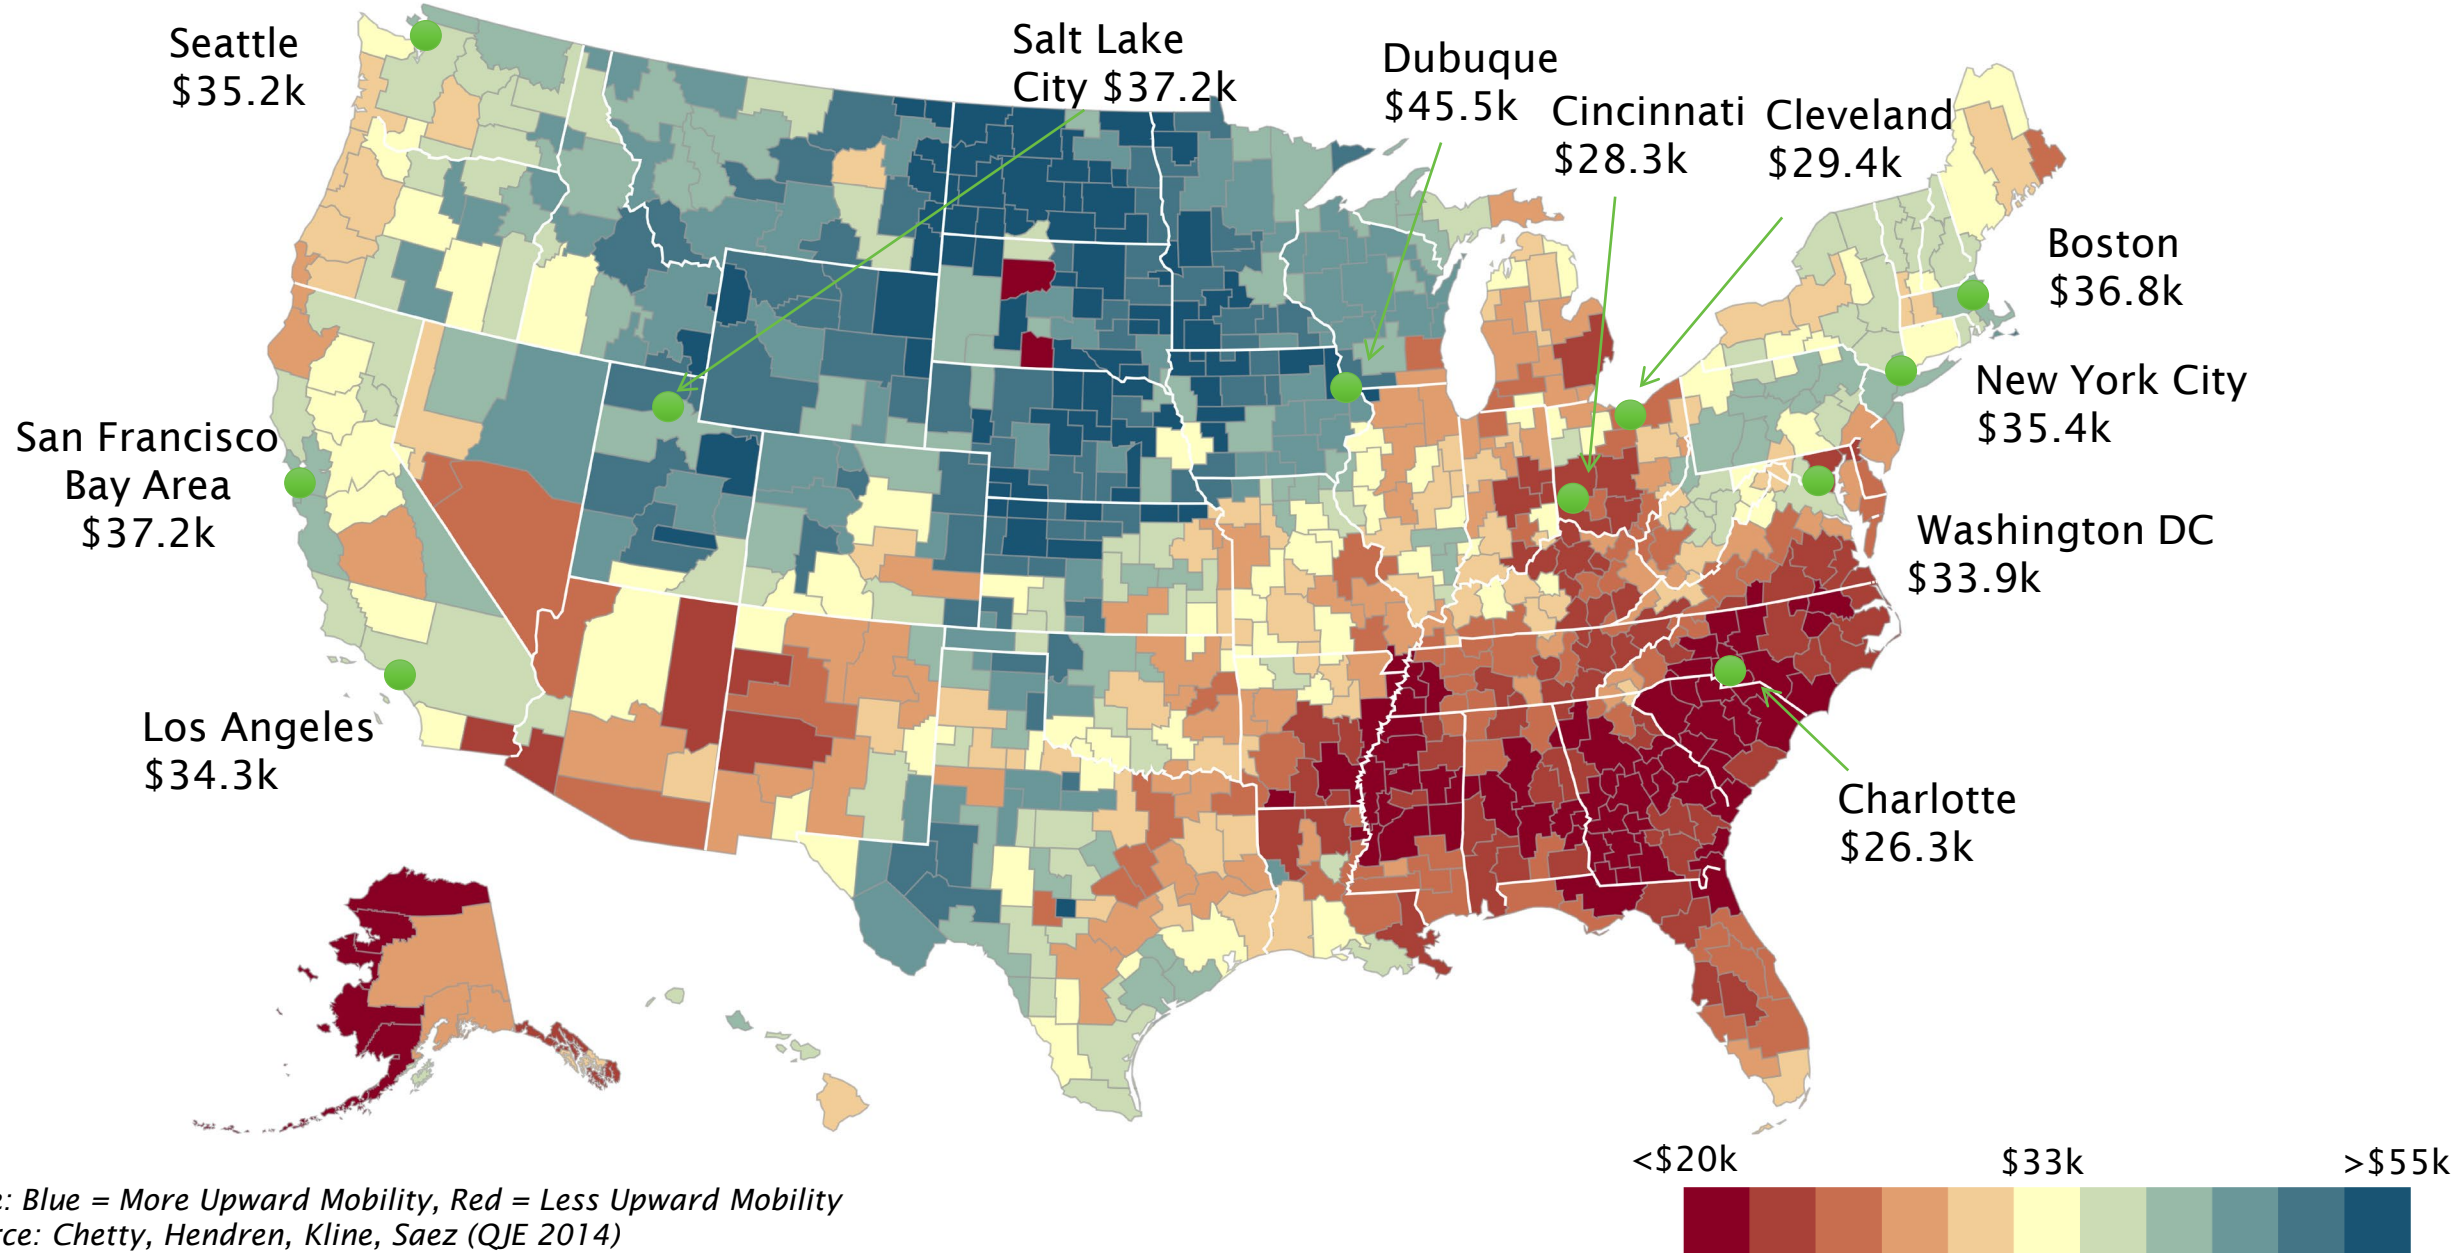 Seattle
$35.2k
Salt Lake
City $37.2k
Dubuque
$45.5k
Cincinnati
$28.3k
Cleveland
$29.4k
Boston
$36.8k
New York City
$35.4k
San Francisco
Bay Area
$37.2k
Washington DC
$33.9k
Los Angeles
$34.3k
Charlotte
$26.3k
<$20k $33k >$55k
: Blue = More Upward Mobility, Red = Less Upward Mobility
: Chetty, Hendren, Kline, Saez (QJE 2014)